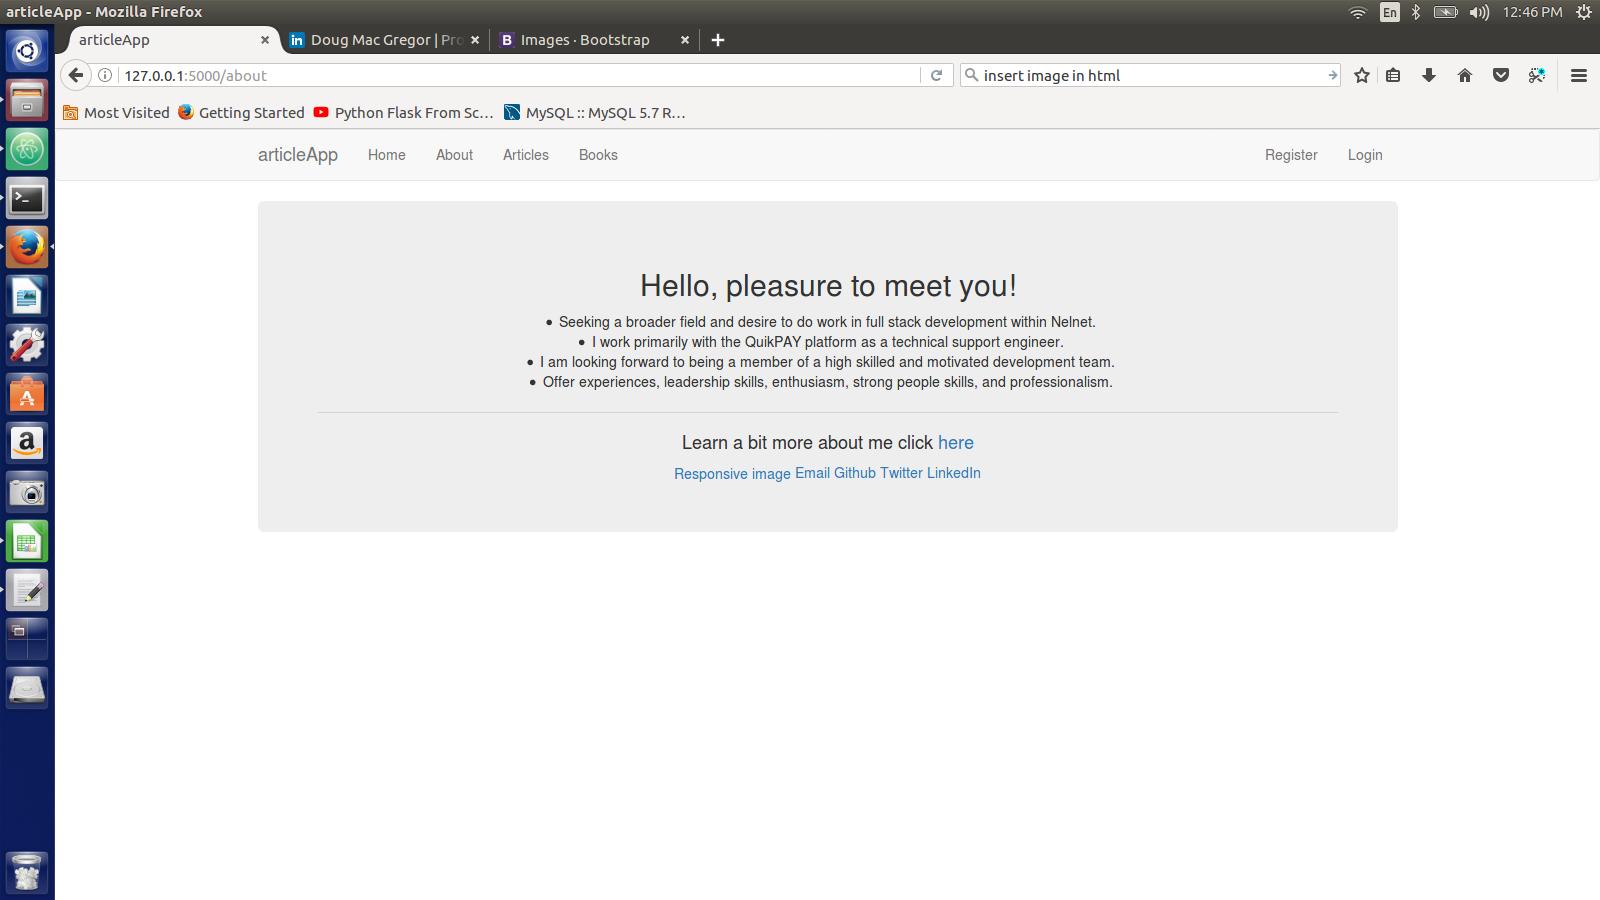 articleApp - Mozilla Firefox
En
12:46 PM
articleApp
Doug Mac Gregor | Pro
Images · Bootstrap
127.0.0.1:5000/about
insert image in html
Most Visited
Getting Started
Python Flask From Sc...
MySQL :: MySQL 5.7 R...
articleApp
Home
About
Articles
Books
Register
Login
Hello, pleasure to meet you!
• Seeking a broader field and desire to do work in full stack development within Nelnet.
• I work primarily with the QuikPAY platform as a technical support engineer.
• I am looking forward to being a member of a high skilled and motivated development team.
• Offer experiences, leadership skills, enthusiasm, strong people skills, and professionalism.
Learn a bit more about me click here
Responsive image Email Github Twitter LinkedIn